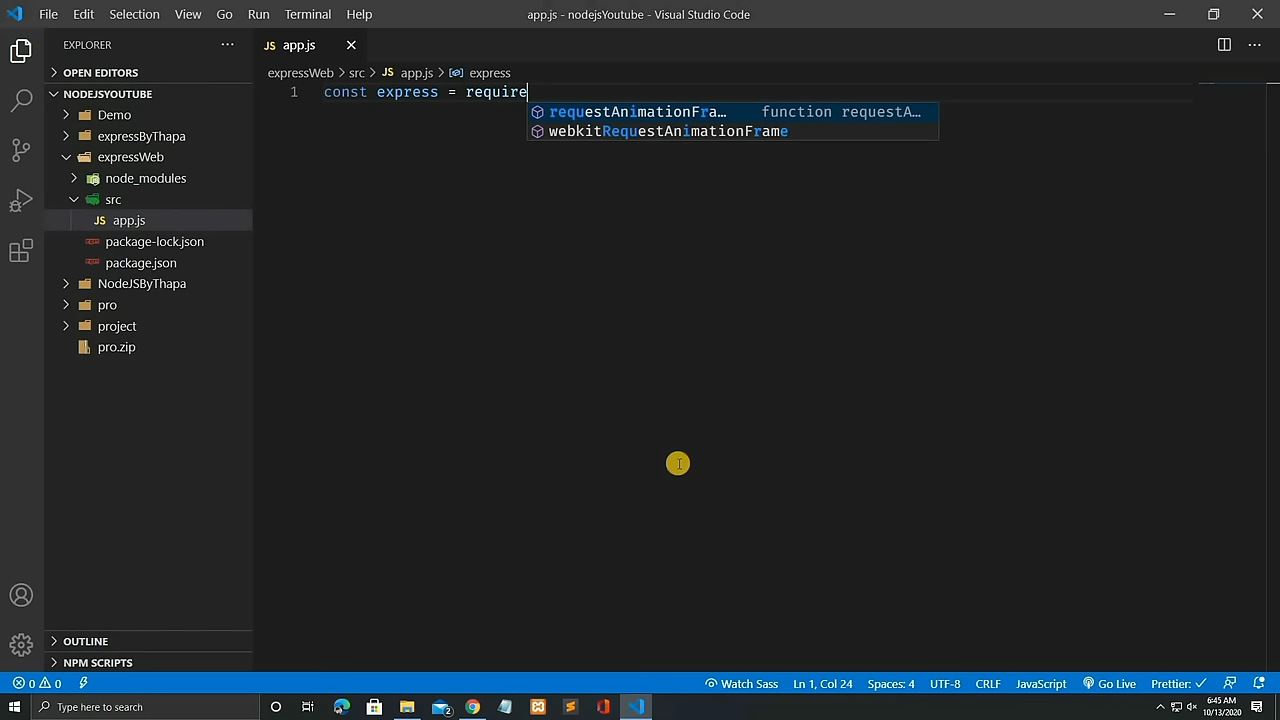 File Edit Selection View Go Run Terminal Help app.js - nodejsYoutube - Visual Studio Code
EXPLORER
JS app.js
OPEN EDITORS
expressWeb > src > JS app.js > express
NODEJSYOUTUBE
1 const express = require
requestAnimationFra… function requestA…
webkitRequestAnimationFrame
Demo
expressByThapa
expressWeb
node_modules
src
JS app.js
package-lock.json
package.json
NodeJSByThapa
pro
project
pro.zip
OUTLINE
NPM SCRIPTS
0 0 Watch Sass Ln 1, Col 24 Spaces: 4 UTF-8 CRLF JavaScript Go Live Prettier: ✓
Type here to search 2 6:45 AM
10/13/2020